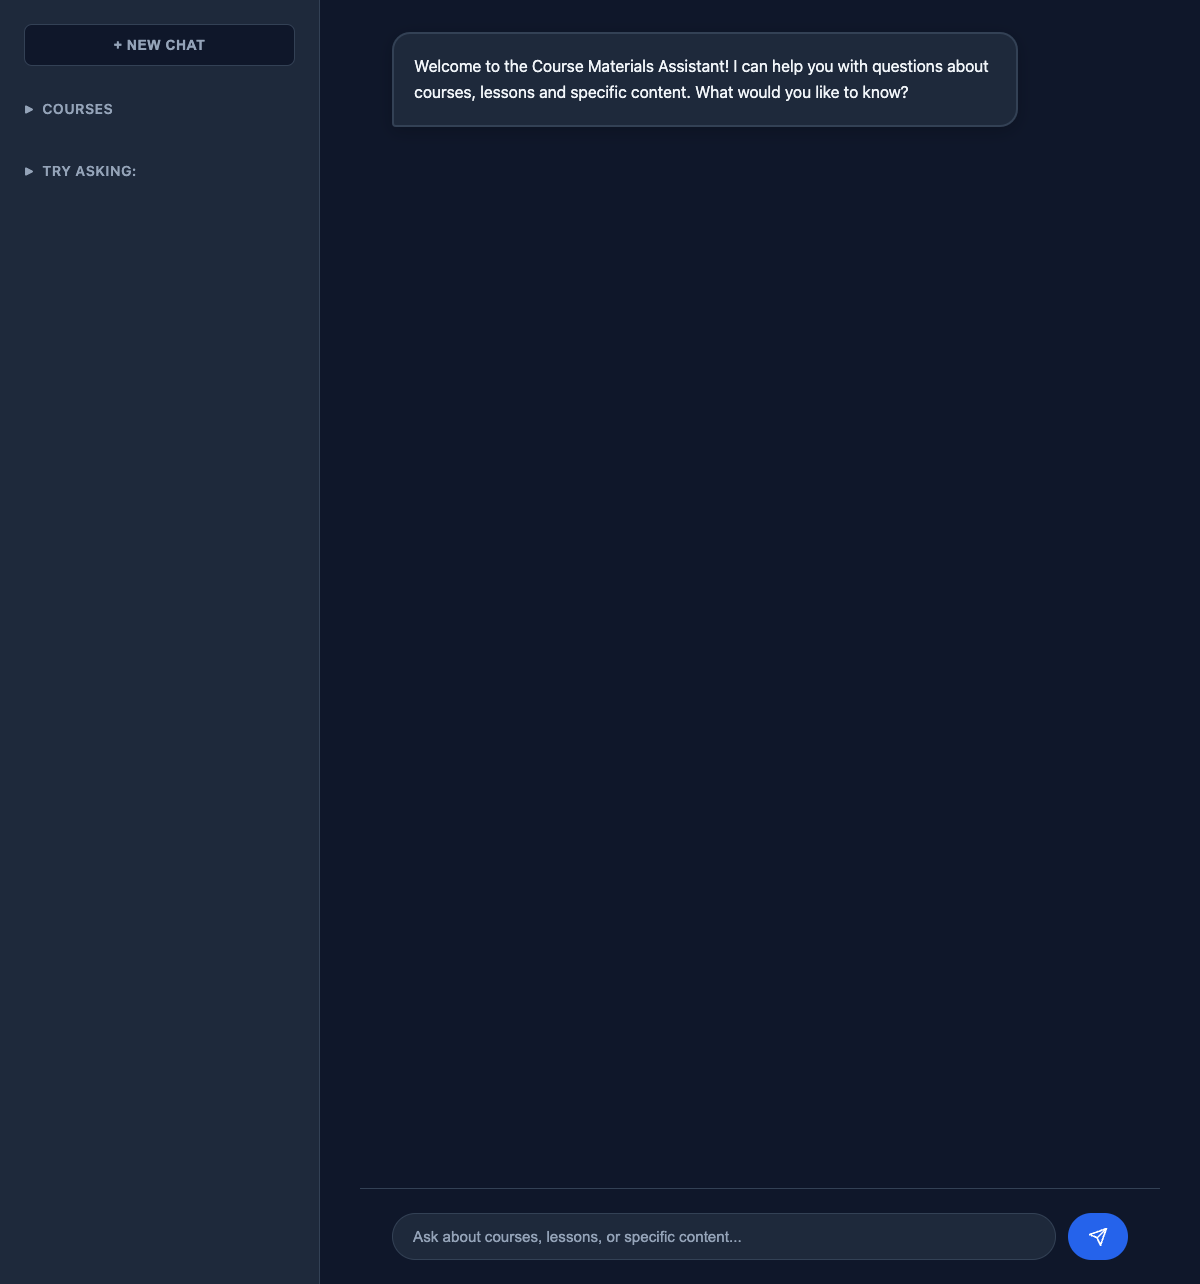 + NEW CHAT
▶ COURSES
▶ TRY ASKING:
Welcome to the Course Materials Assistant! I can help you with questions about
courses, lessons and specific content. What would you like to know?
Ask about courses, lessons, or specific content...